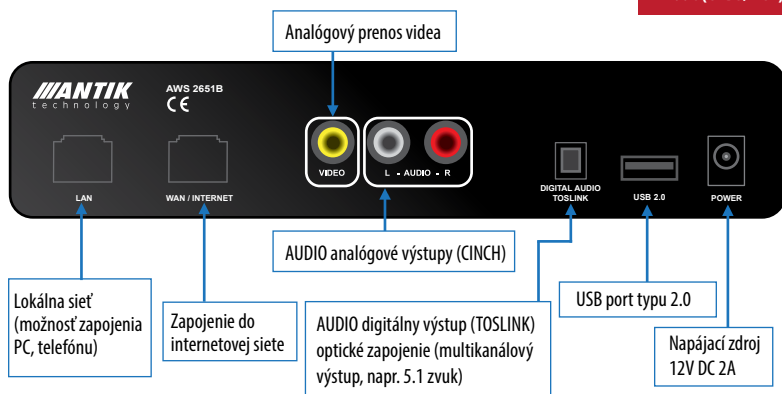 Analógový prenos videa
ANTIK
technology
AWS 2651B
CE
LAN
WAN / INTERNET
VIDEO
L - AUDIO - R
DIGITAL AUDIO
TOSLINK
USB 2.0
POWER
AUDIO analógové výstupy (CINCH)
Lokálna sieť
(možnosť zapojenia
PC, telefónu)
Zapojenie do
internetovej siete
AUDIO digitálny výstup (TOSLINK)
optické zapojenie (multikanálový
výstup, napr. 5.1 zvuk)
USB port typu 2.0
Napájací zdroj
12V DC 2A